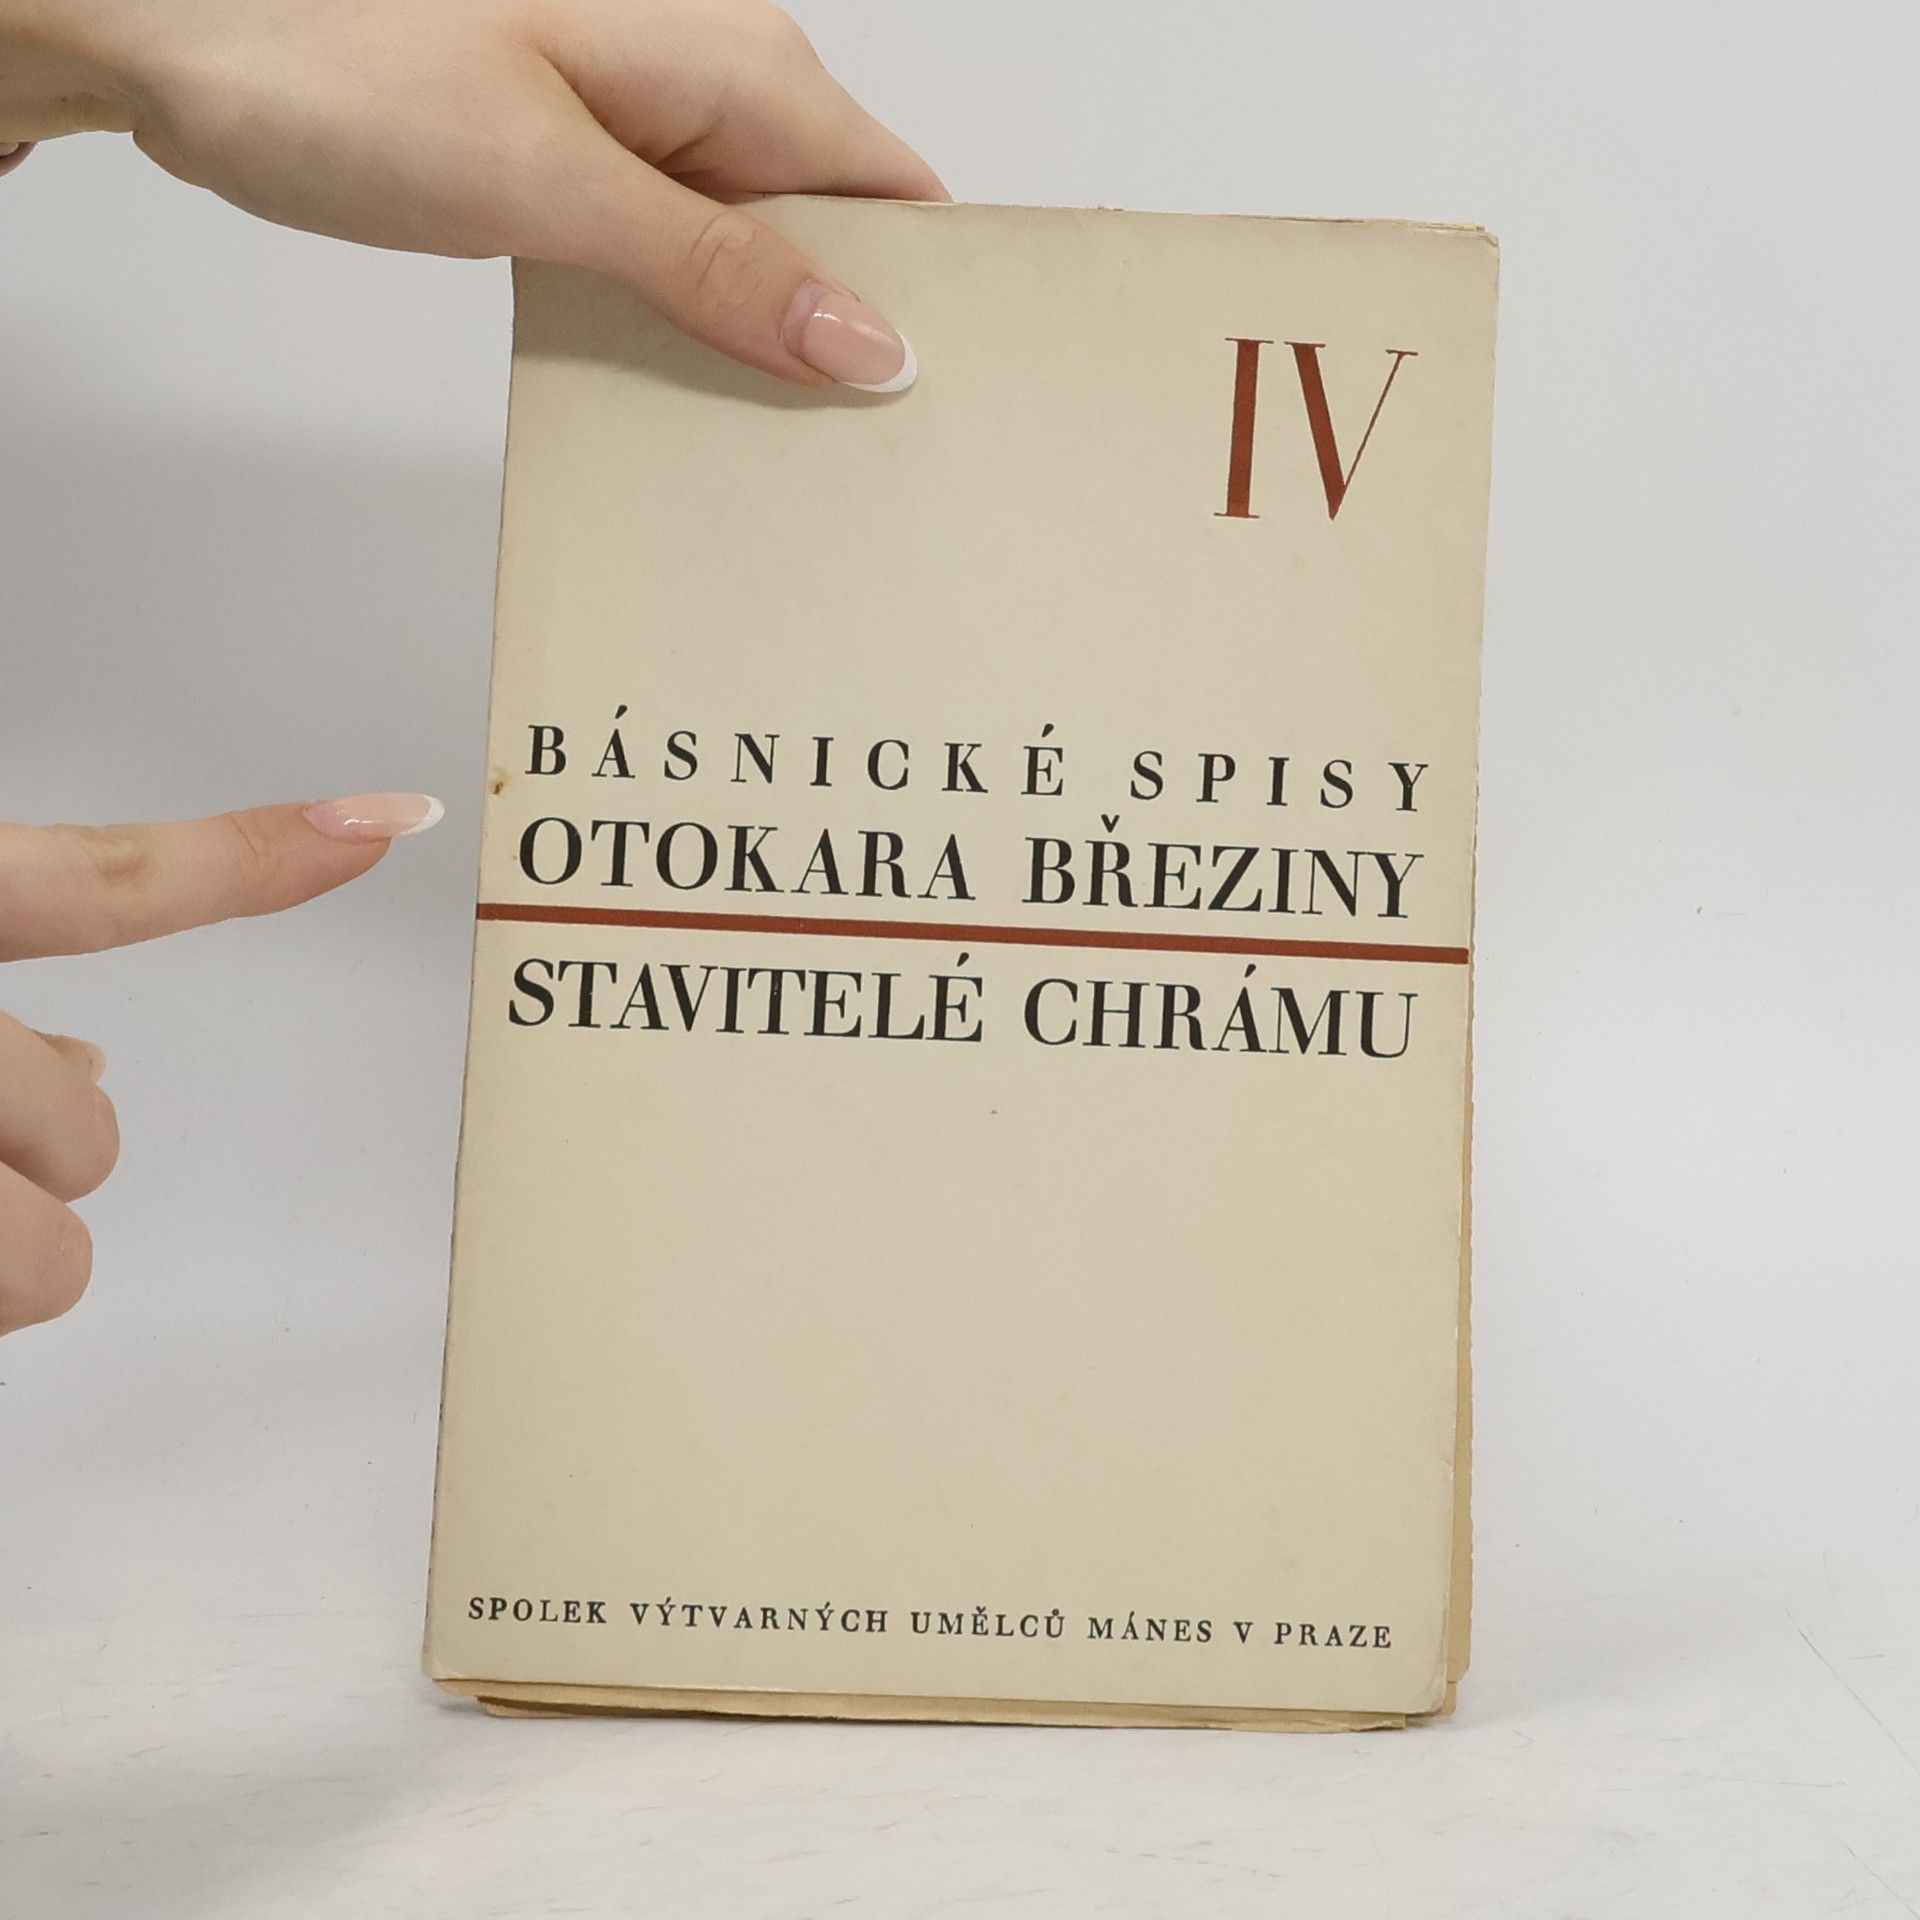 IV
BÁSNICKÉ SPISY
OTOKARA BŘEZINY
STAVITELÉ CHRÁMU
SPOLEK VÝTVARNÝCH UMĚLCŮ MÁNES V PRAZE